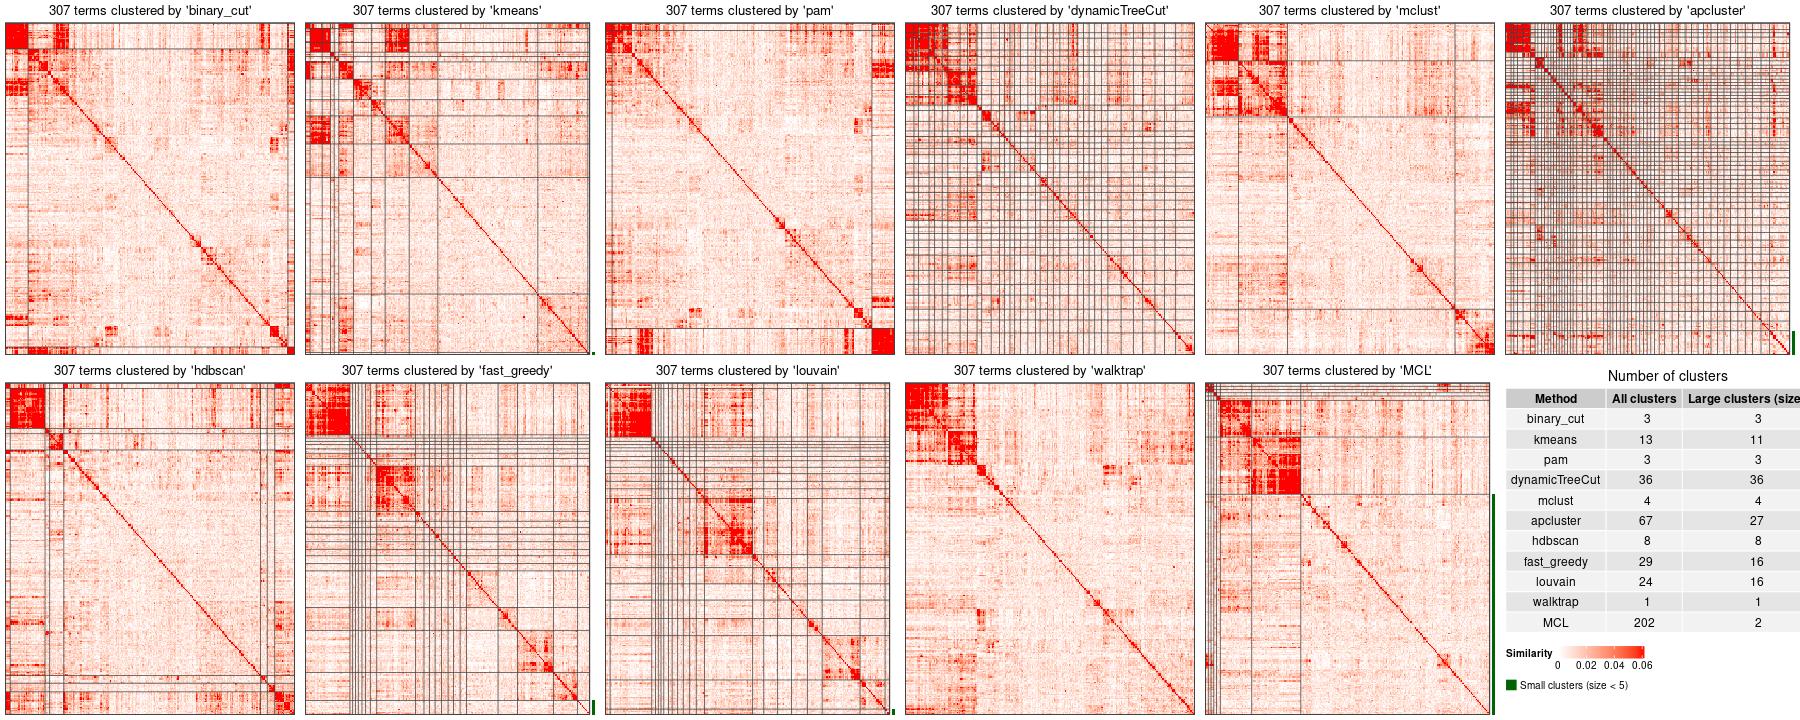 307 terms clustered by 'binary_cut'
307 terms clustered by 'kmeans'
307 terms clustered by 'pam'
307 terms clustered by 'dynamicTreeCut'
307 terms clustered by 'mclust'
307 terms clustered by 'apcluster'
307 terms clustered by 'hdbscan'
307 terms clustered by 'fast_greedy'
307 terms clustered by 'louvain'
307 terms clustered by 'walktrap'
307 terms clustered by 'MCL'
Number of clusters
Method All clusters Large clusters (size
binary_cut 3 3
kmeans 13 11
pam 3 3
dynamicTreeCut 36 36
mclust 4 4
apcluster 67 27
hdbscan 8 8
fast_greedy 29 16
louvain 24 16
walktrap 1 1
MCL 202 2
Similarity
0 0.02 0.04 0.06
Small clusters (size < 5)